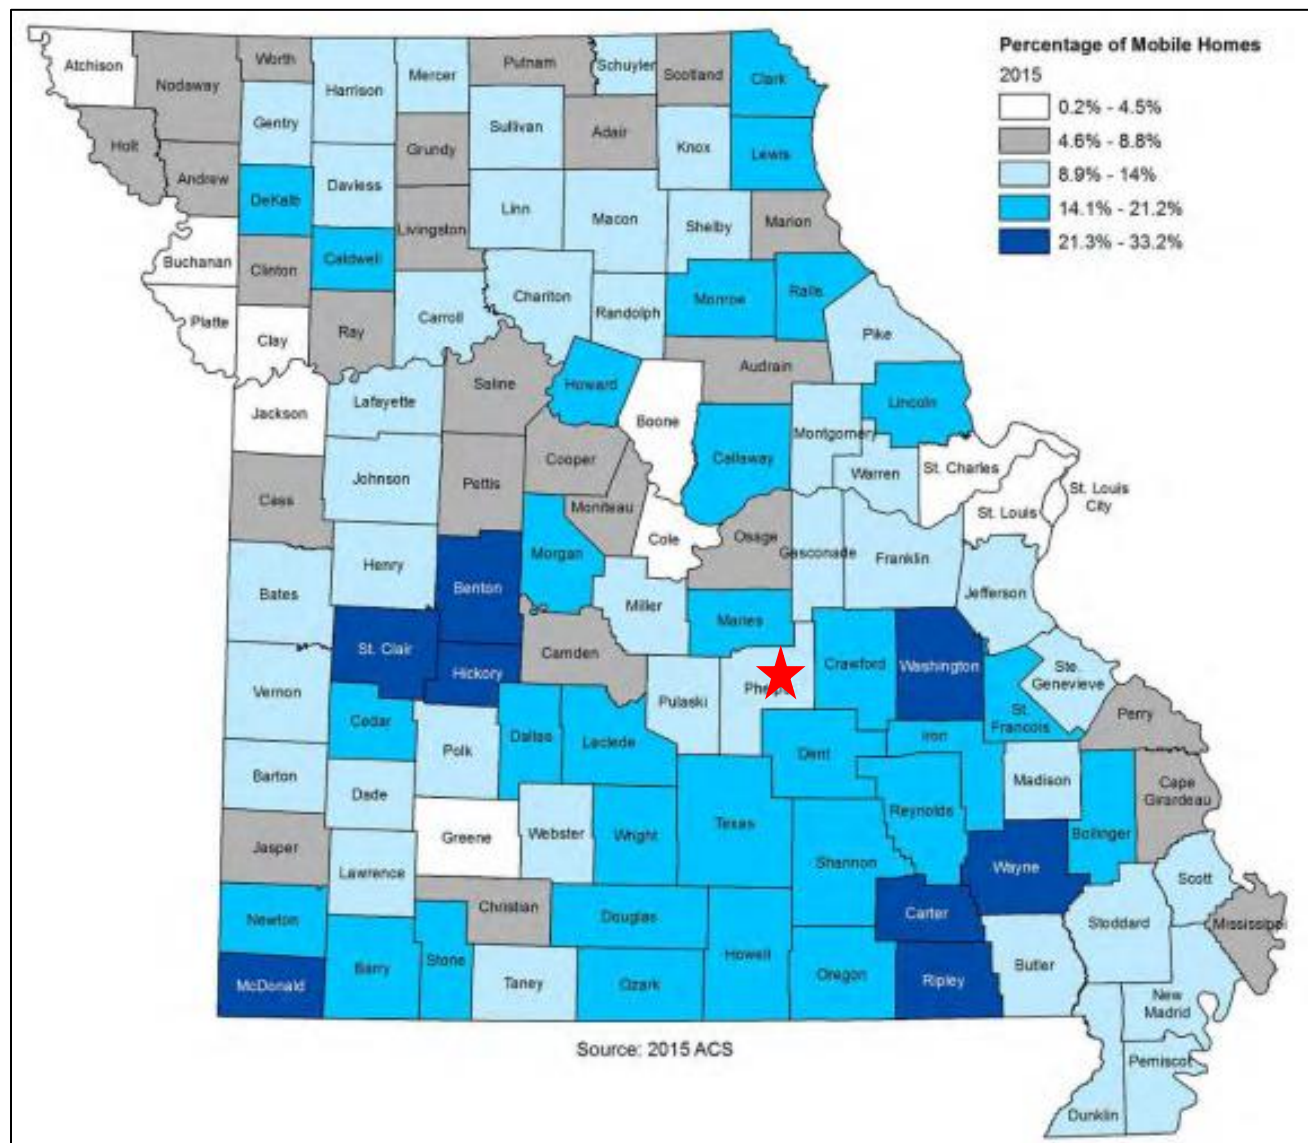 Percentage of Mobile Homes
2015
0.2% - 4.5%
4.6% - 8.8%
8.9% - 14%
14.1% - 21.2%
21.3% - 33.2%
Atchison
Nodaway
Worth
Harrison
Mercer
Putnam
Schuyler
Scotland
Clark
Gentry
Sullivan
Adair
Knox
Lewis
Holt
Andrew
DeKalb
Daviess
Grundy
Livingston
Linn
Macon
Shelby
Marion
Buchanan
Clinton
Caldwell
Chariton
Randolph
Monroe
Ralls
Platte
Clay
Ray
Carroll
Pike
Audrain
Saline
Howard
Boone
Lincoln
Jackson
Lafayette
Montgomery
Callaway
Warren
St. Charles
St. Louis
City
St. Louis
Johnson
Pettis
Cooper
Moniteau
Cass
Cole
Osage
Gasconade
Franklin
Morgan
Henry
Benton
Bates
Miller
Jefferson
Maries
St. Clair
Hickory
Camden
Crawford
Washington
Ste.
Genevieve
Vernon
Pulaski
St.
Francois
Perry
Cedar
Polk
Dallas
Laclede
Dent
Iron
Barton
Dade
Madison
Cape
Girardeau
Greene
Webster
Wright
Texas
Reynolds
Bollinger
Jasper
Lawrence
Shannon
Wayne
Scott
Newton
Christian
Douglas
Carter
Stoddard
Mississippi
McDonald
Barry
Stone
Taney
Ozark
Howell
Oregon
Ripley
Butler
New
Madrid
Pemiscot
Dunklin
Source: 2015 ACS